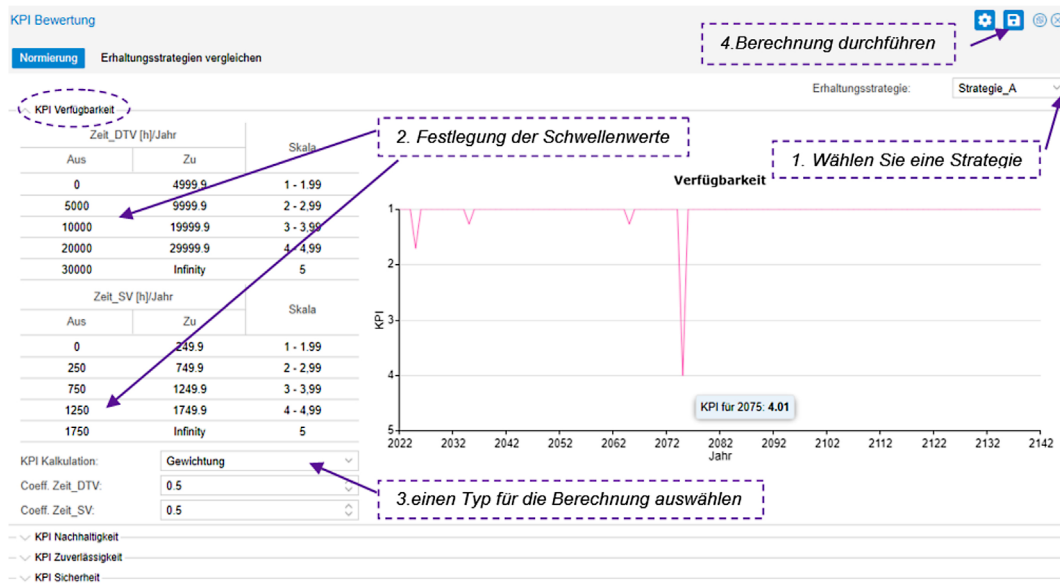 KPI Bewertung
4.Berechnung durchführen
Normierung Erhaltungsstrategien vergleichen
Erhaltungsstrategie: Strategie_A
KPI Verfügbarkeit
Zeit_DTV [h]/Jahr Skala
Aus Zu
0 4999.9 1 - 1.99
5000 9999.9 2 - 2,99
10000 19999.9 3 - 3,99
20000 29999.9 4 - 4,99
30000 Infinity 5
Zeit_SV [h]/Jahr Skala
Aus Zu
0 249.9 1 - 1.99
250 749.9 2 - 2,99
750 1249.9 3 - 3,99
1250 1749.9 4 - 4,99
1750 Infinity 5
KPI Kalkulation: Gewichtung
Coeff. Zeit_DTV: 0.5
Coeff. Zeit_SV: 0.5
2. Festlegung der Schwellenwerte
1. Wählen Sie eine Strategie
Verfügbarkeit
1
2
3
4
5
KPI
KPI für 2075: 4.01
2022 2032 2042 2052 2062 2072 2082 2092 2102 2112 2122 2132 2142
Jahr
3.einen Typ für die Berechnung auswählen
KPI Nachhaltigkeit
KPI Zuverlässigkeit
KPI Sicherheit